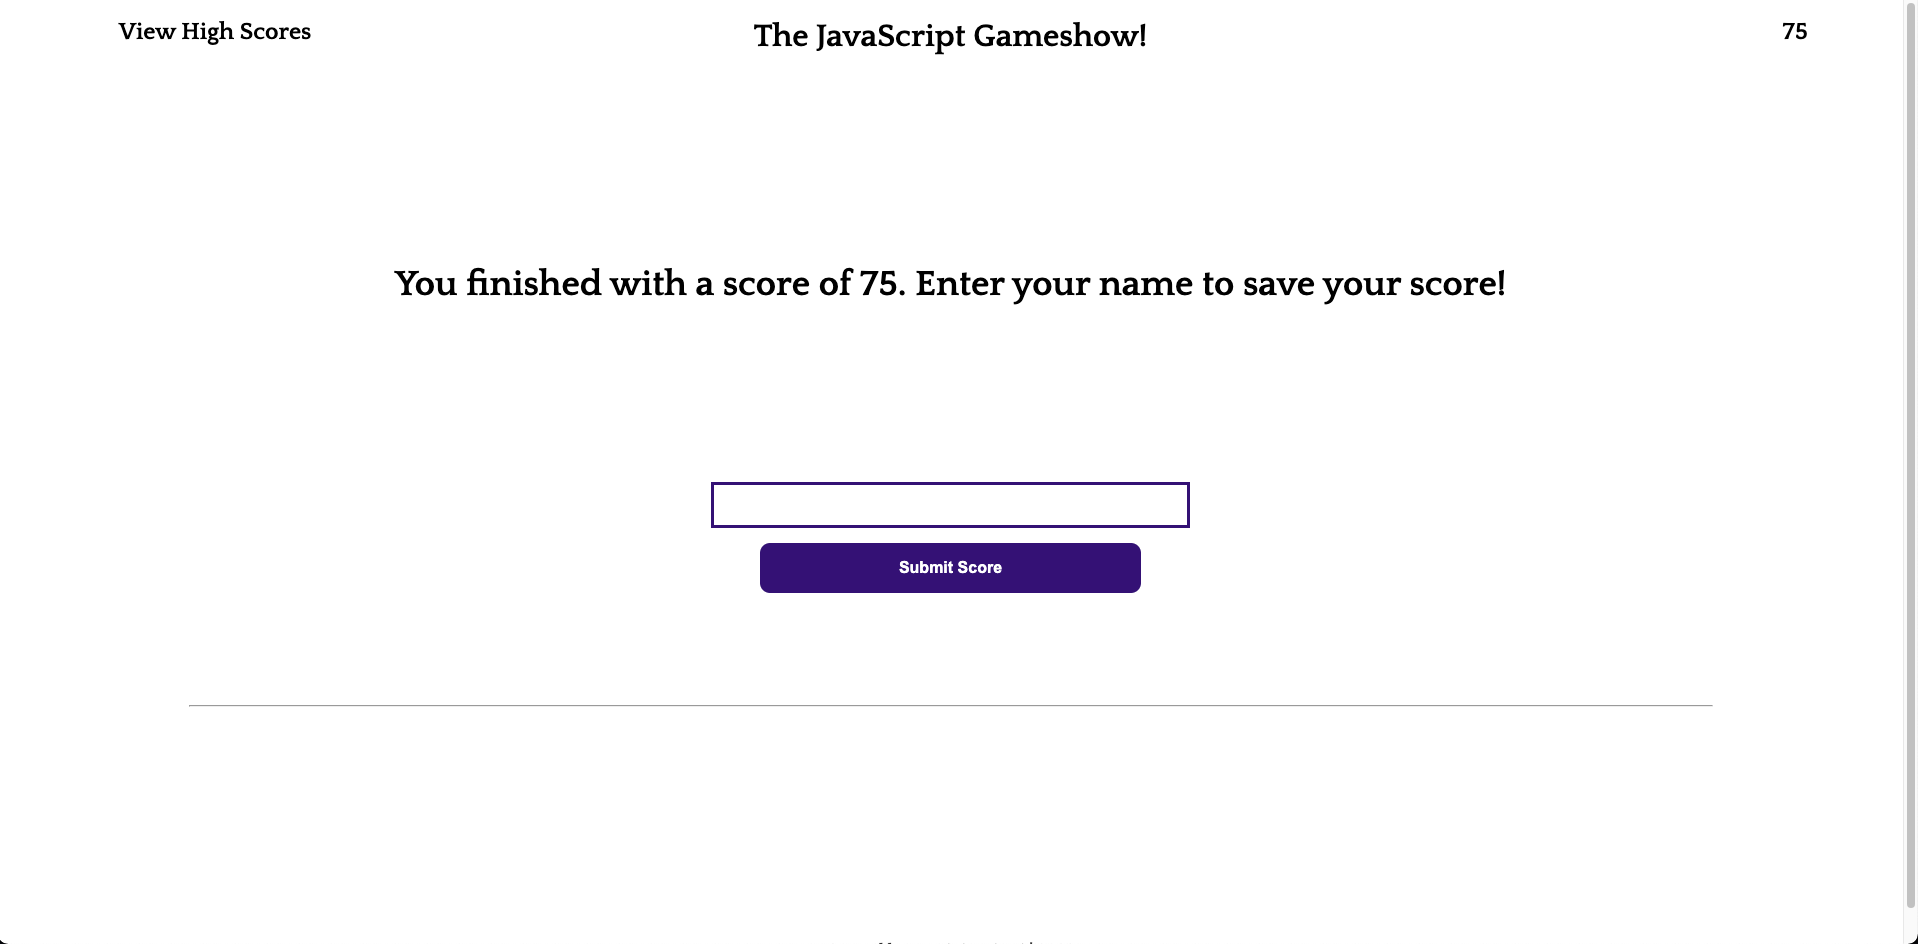 View High Scores
The JavaScript Gameshow!
75
You finished with a score of 75. Enter your name to save your score!
Submit Score